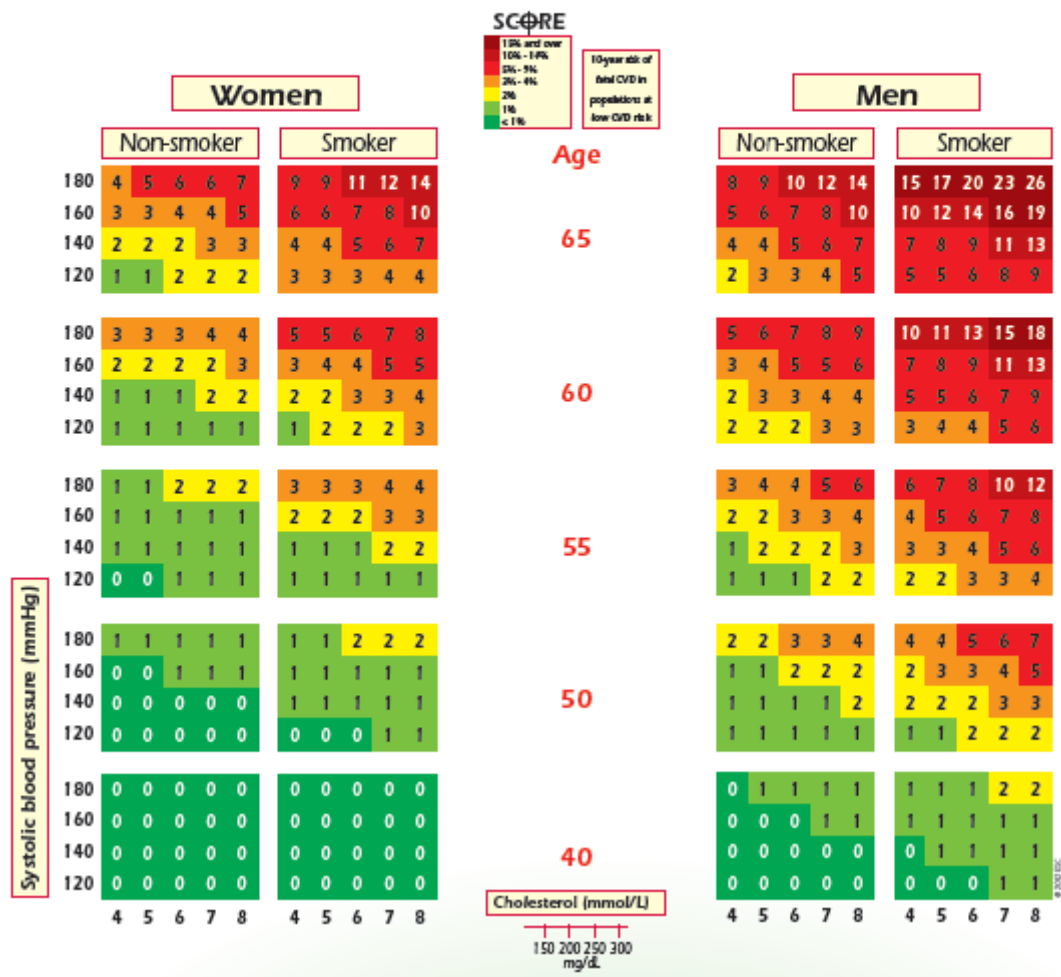 SCORE
15% and over
10% - 14%
5% - 9%
3% - 4%
2%
1%
< 1%
10-year risk of
fatal CVD in
populations at
low CVD risk
Women
Men
Non-smoker Smoker Age Non-smoker Smoker
180 4 5 6 6 7 9 9 11 12 14 8 9 10 12 14 15 17 20 23 26
160 3 3 4 4 5 6 6 7 8 10 5 6 7 8 10 10 12 14 16 19
65
140 2 2 2 3 3 4 4 5 6 7 4 4 5 6 7 7 8 9 11 13
120 1 1 2 2 2 3 3 3 4 4 2 3 3 4 5 5 5 6 8 9
180 3 3 3 4 4 5 5 6 7 8 5 6 7 8 9 10 11 13 15 18
160 2 2 2 2 3 3 4 4 5 5 3 4 5 5 6 7 8 9 11 13
60
140 1 1 1 2 2 2 2 3 3 4 2 3 3 4 4 5 5 6 7 9
120 1 1 1 1 1 1 2 2 2 3 2 2 2 3 3 3 4 4 5 6
180 1 1 2 2 2 3 3 3 4 4 3 4 4 5 6 6 7 8 10 12
160 1 1 1 1 1 2 2 2 3 3 2 2 3 3 4 4 5 6 7 8
55
140 1 1 1 1 1 1 1 1 2 2 1 2 2 2 3 3 3 4 5 6
120 0 0 1 1 1 1 1 1 1 1 1 1 1 2 2 2 2 3 3 4
180 1 1 1 1 1 1 1 2 2 2 2 2 3 3 4 4 4 5 6 7
160 0 0 1 1 1 1 1 1 1 1 1 1 2 2 2 2 3 3 4 5
50
140 0 0 0 0 0 1 1 1 1 1 1 1 1 1 2 2 2 2 3 3
120 0 0 0 0 0 0 0 0 1 1 1 1 1 1 1 1 1 2 2 2
180 0 0 0 0 0 0 0 0 0 0 0 1 1 1 1 1 1 1 2 2
160 0 0 0 0 0 0 0 0 0 0 0 0 0 1 1 1 1 1 1 1
140 0 0 0 0 0 0 0 0 0 0 0 0 0 0 0 0 1 1 1 1
40
120 0 0 0 0 0 0 0 0 0 0 0 0 0 0 0 0 0 0 1 1
4 5 6 7 8 4 5 6 7 8 4 5 6 7 8 4 5 6 7 8
Systolic blood pressure (mmHg)
Cholesterol (mmol/L)
150 200 250 300
mg/dL